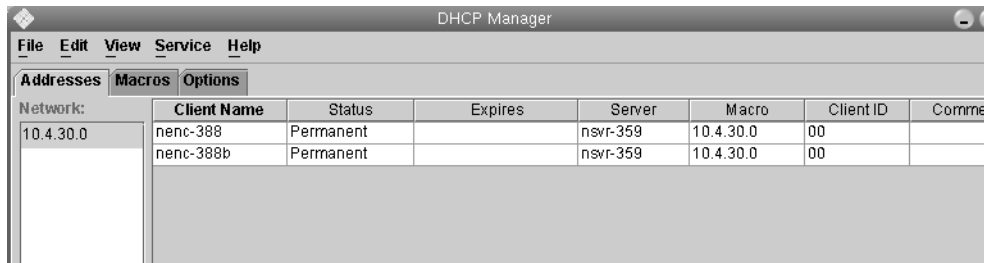 DHCP Manager
File Edit View Service Help
Addresses Macros Options
Network:
10.4.30.0
Client Name Status Expires Server Macro Client ID Comme
nenc-388 Permanent nsvr-359 10.4.30.0 00
nenc-388b Permanent nsvr-359 10.4.30.0 00